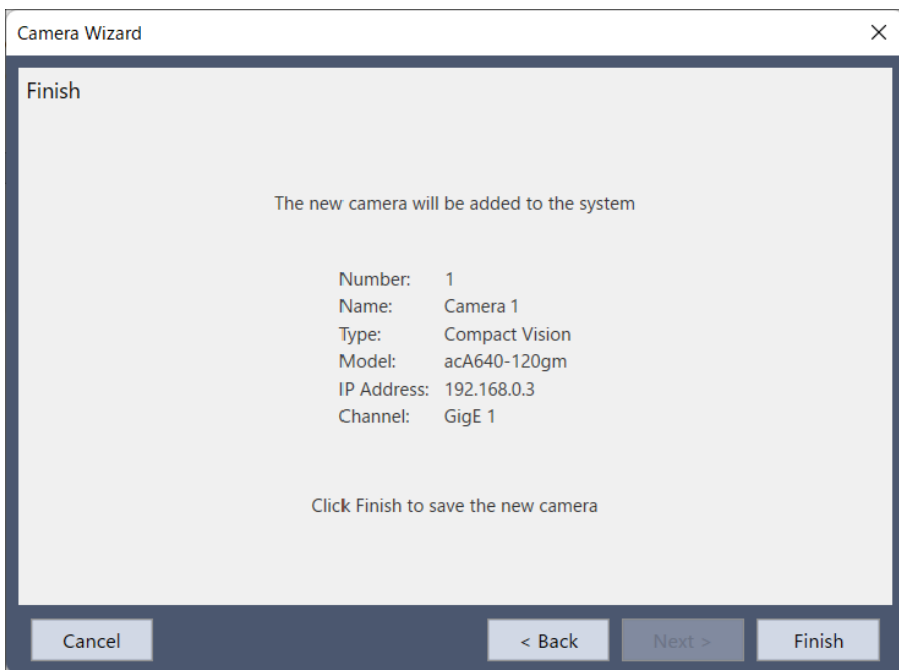 Camera Wizard
Finish
The new camera will be added to the system
Number: 1
Name: Camera 1
Type: Compact Vision
Model: acA640-120gm
IP Address: 192.168.0.3
Channel: GigE 1
Click Finish to save the new camera
Cancel < Back Next > Finish